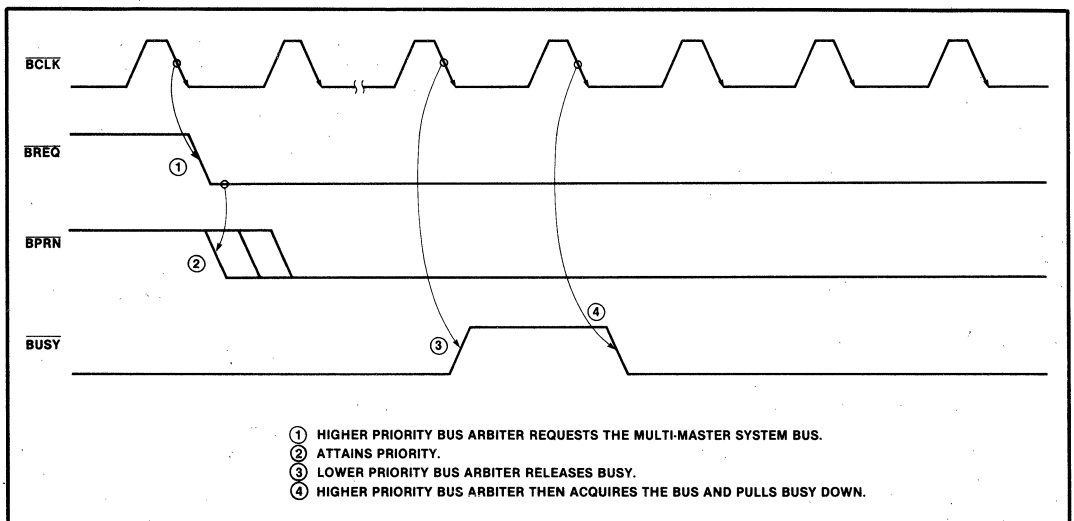 BCLK
BREQ
①
BPRN
②
④
BUSY
③
① HIGHER PRIORITY BUS ARBITER REQUESTS THE MULTI-MASTER SYSTEM BUS.
② ATTAINS PRIORITY.
③ LOWER PRIORITY BUS ARBITER RELEASES BUSY.
④ HIGHER PRIORITY BUS ARBITER THEN ACQUIRES THE BUS AND PULLS BUSY DOWN.